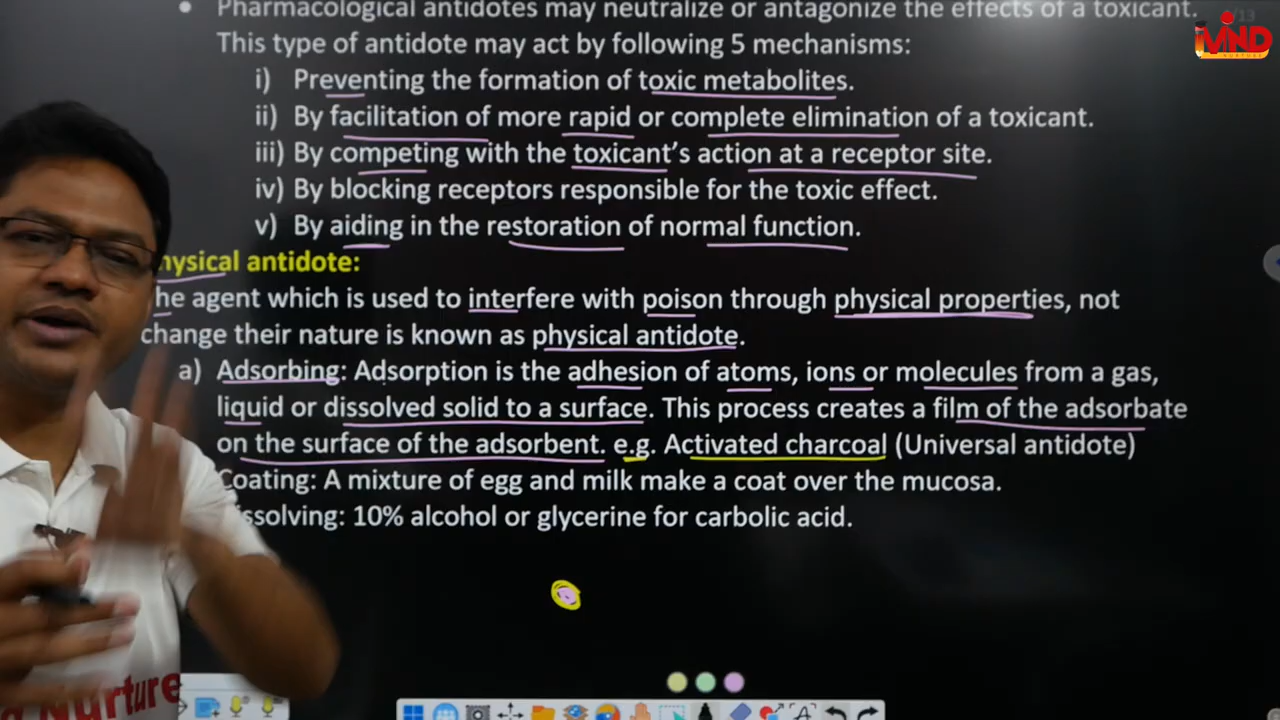 • Pharmacological antidotes may neutralize or antagonize the effects of a toxicant.
/13
MIND
NURTURE
This type of antidote may act by following 5 mechanisms:
i) Preventing the formation of toxic metabolites.
ii) By facilitation of more rapid or complete elimination of a toxicant.
iii) By competing with the toxicant's action at a receptor site.
iv) By blocking receptors responsible for the toxic effect.
v) By aiding in the restoration of normal function.
hysical antidote:
he agent which is used to interfere with poison through physical properties, not
change their nature is known as physical antidote.
a) Adsorbing: Adsorption is the adhesion of atoms, ions or molecules from a gas,
liquid or dissolved solid to a surface. This process creates a film of the adsorbate
on the surface of the adsorbent. e.g. Activated charcoal (Universal antidote)
Coating: A mixture of egg and milk make a coat over the mucosa.
ssolving: 10% alcohol or glycerine for carbolic acid.
Nurture